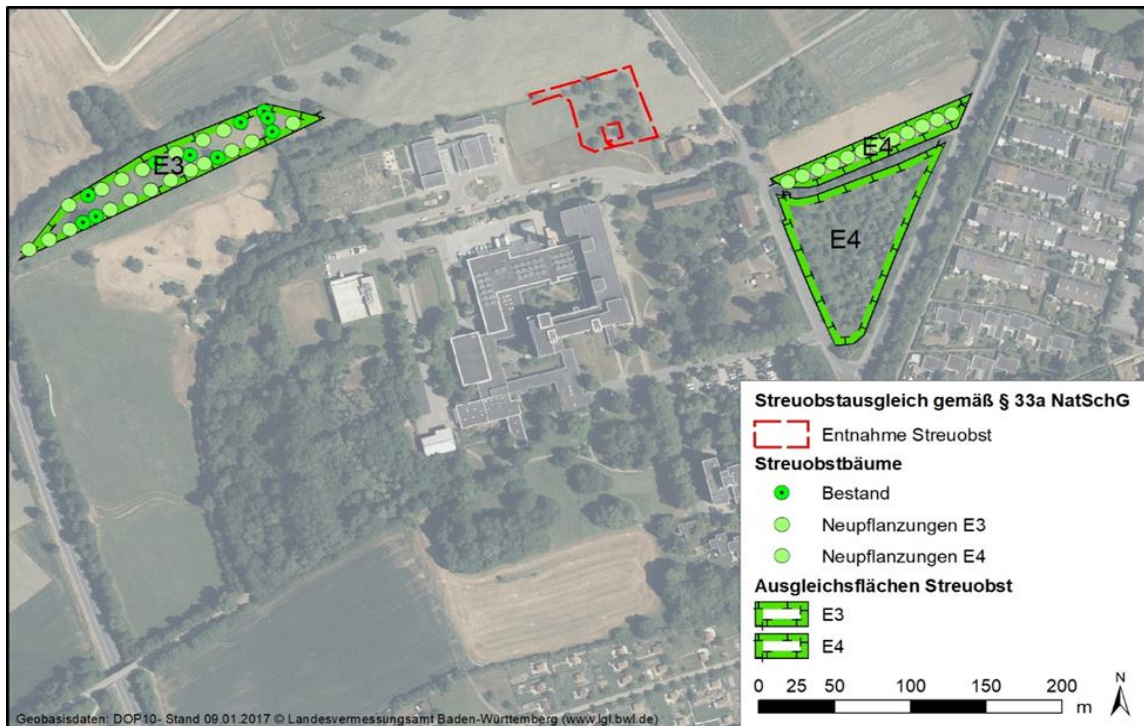 E3
E4
E4
Streuobstausgleich gemäß § 33a NatSchG
Entnahme Streuobst
Streuobstbäume
Bestand
Neupflanzungen E3
Neupflanzungen E4
Ausgleichsflächen Streuobst
E3
E4
0 25 50 100 150 200
m
N
Geobasisdaten: DOP10- Stand 09.01.2017 © Landesvermessungsamt Baden-Württemberg (www.lgl.bwl.de)